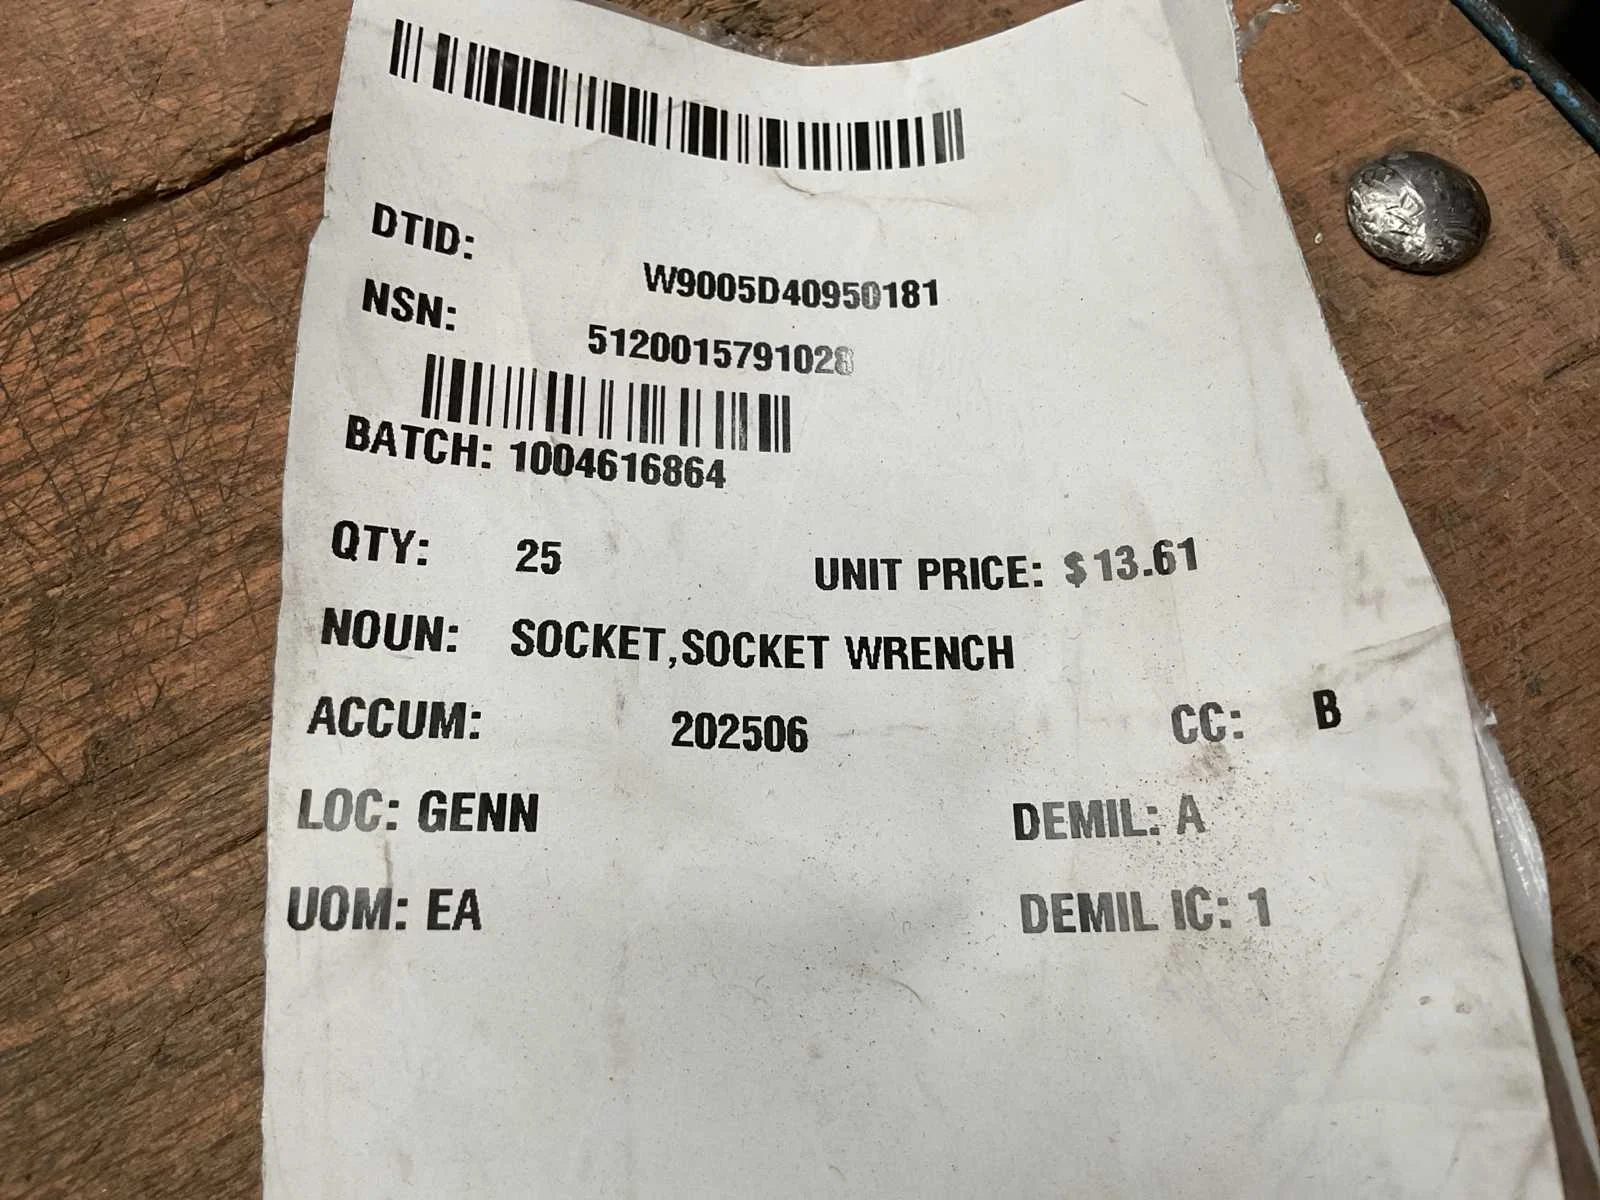 DTID: W9005D40950181
NSN: 5120015791028
BATCH: 1004616864
QTY: 25 UNIT PRICE: $13.61
NOUN: SOCKET,SOCKET WRENCH
ACCUM: 202506 CC: B
LOC: GENN DEMIL: A
UOM: EA DEMIL IC: 1